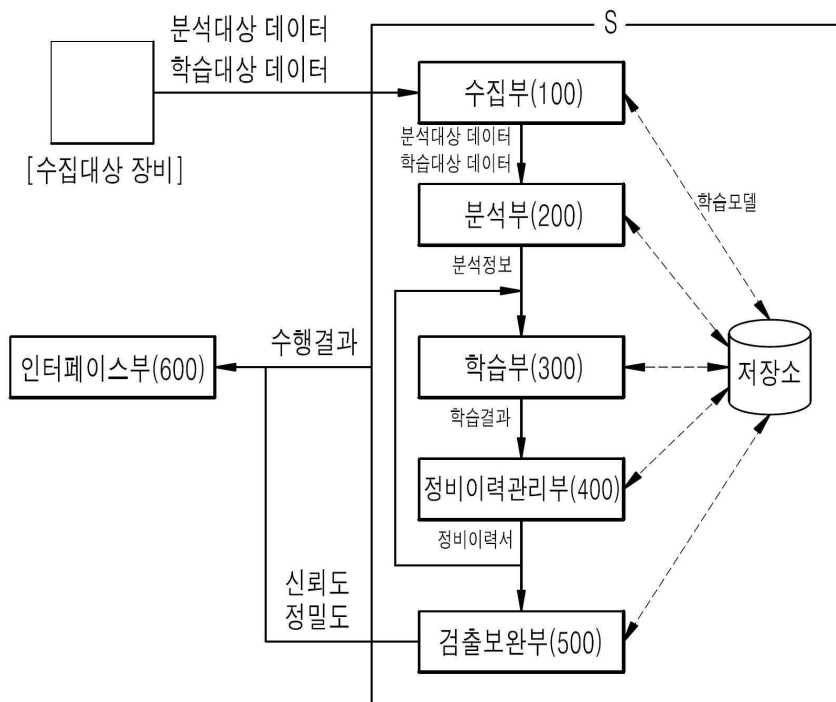 S
분석대상 데이터
학습대상 데이터
수집부(100)
[수집대상 장비]
분석대상 데이터
학습대상 데이터
학습모델
분석부(200)
분석정보
인터페이스부(600)
수행결과
학습부(300)
저장소
학습결과
정비이력관리부(400)
정비이력서
신뢰도
정밀도
검출보완부(500)